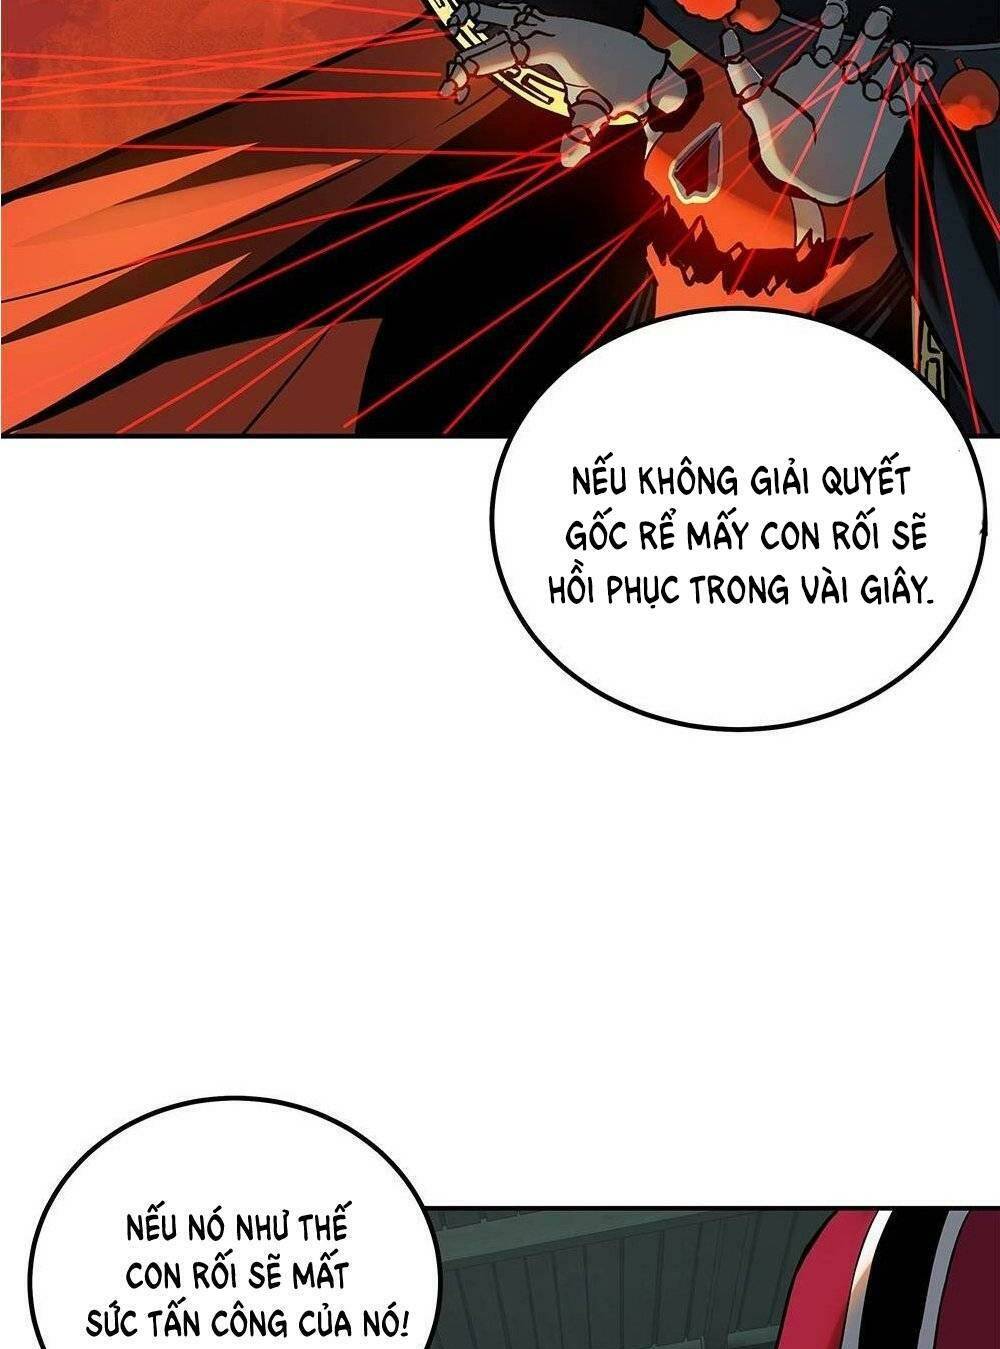 NẾU KHÔNG GIẢI QUYẾT
GỐC RỂ MẤY CON RỐI SẼ
HỒI PHỤC TRONG VÀI GIÂY.
NẾU NÓ NHƯ THẾ
CON RỐI SẼ MẤT
SỨC TẤN CÔNG CỦA NÓ!